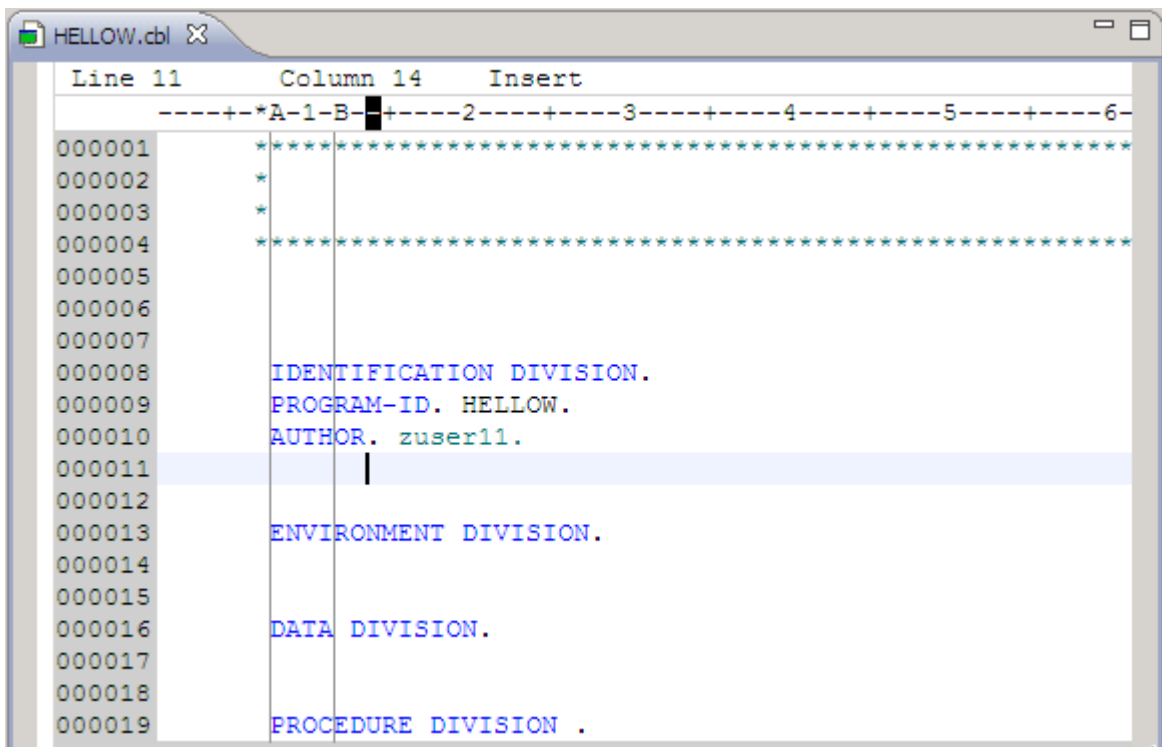 HELLOW.cbl
Line 11 Column 14 Insert
----+-*A-1-B--+----2----+----3----+----4----+----5----+----6-
000001 *******************************************************
000002 *
000003 *
000004 *******************************************************
000005
000006
000007
000008 IDENTIFICATION DIVISION.
000009 PROGRAM-ID. HELLOW.
000010 AUTHOR. zuser11.
000011
000012
000013 ENVIRONMENT DIVISION.
000014
000015
000016 DATA DIVISION.
000017
000018
000019 PROCEDURE DIVISION .